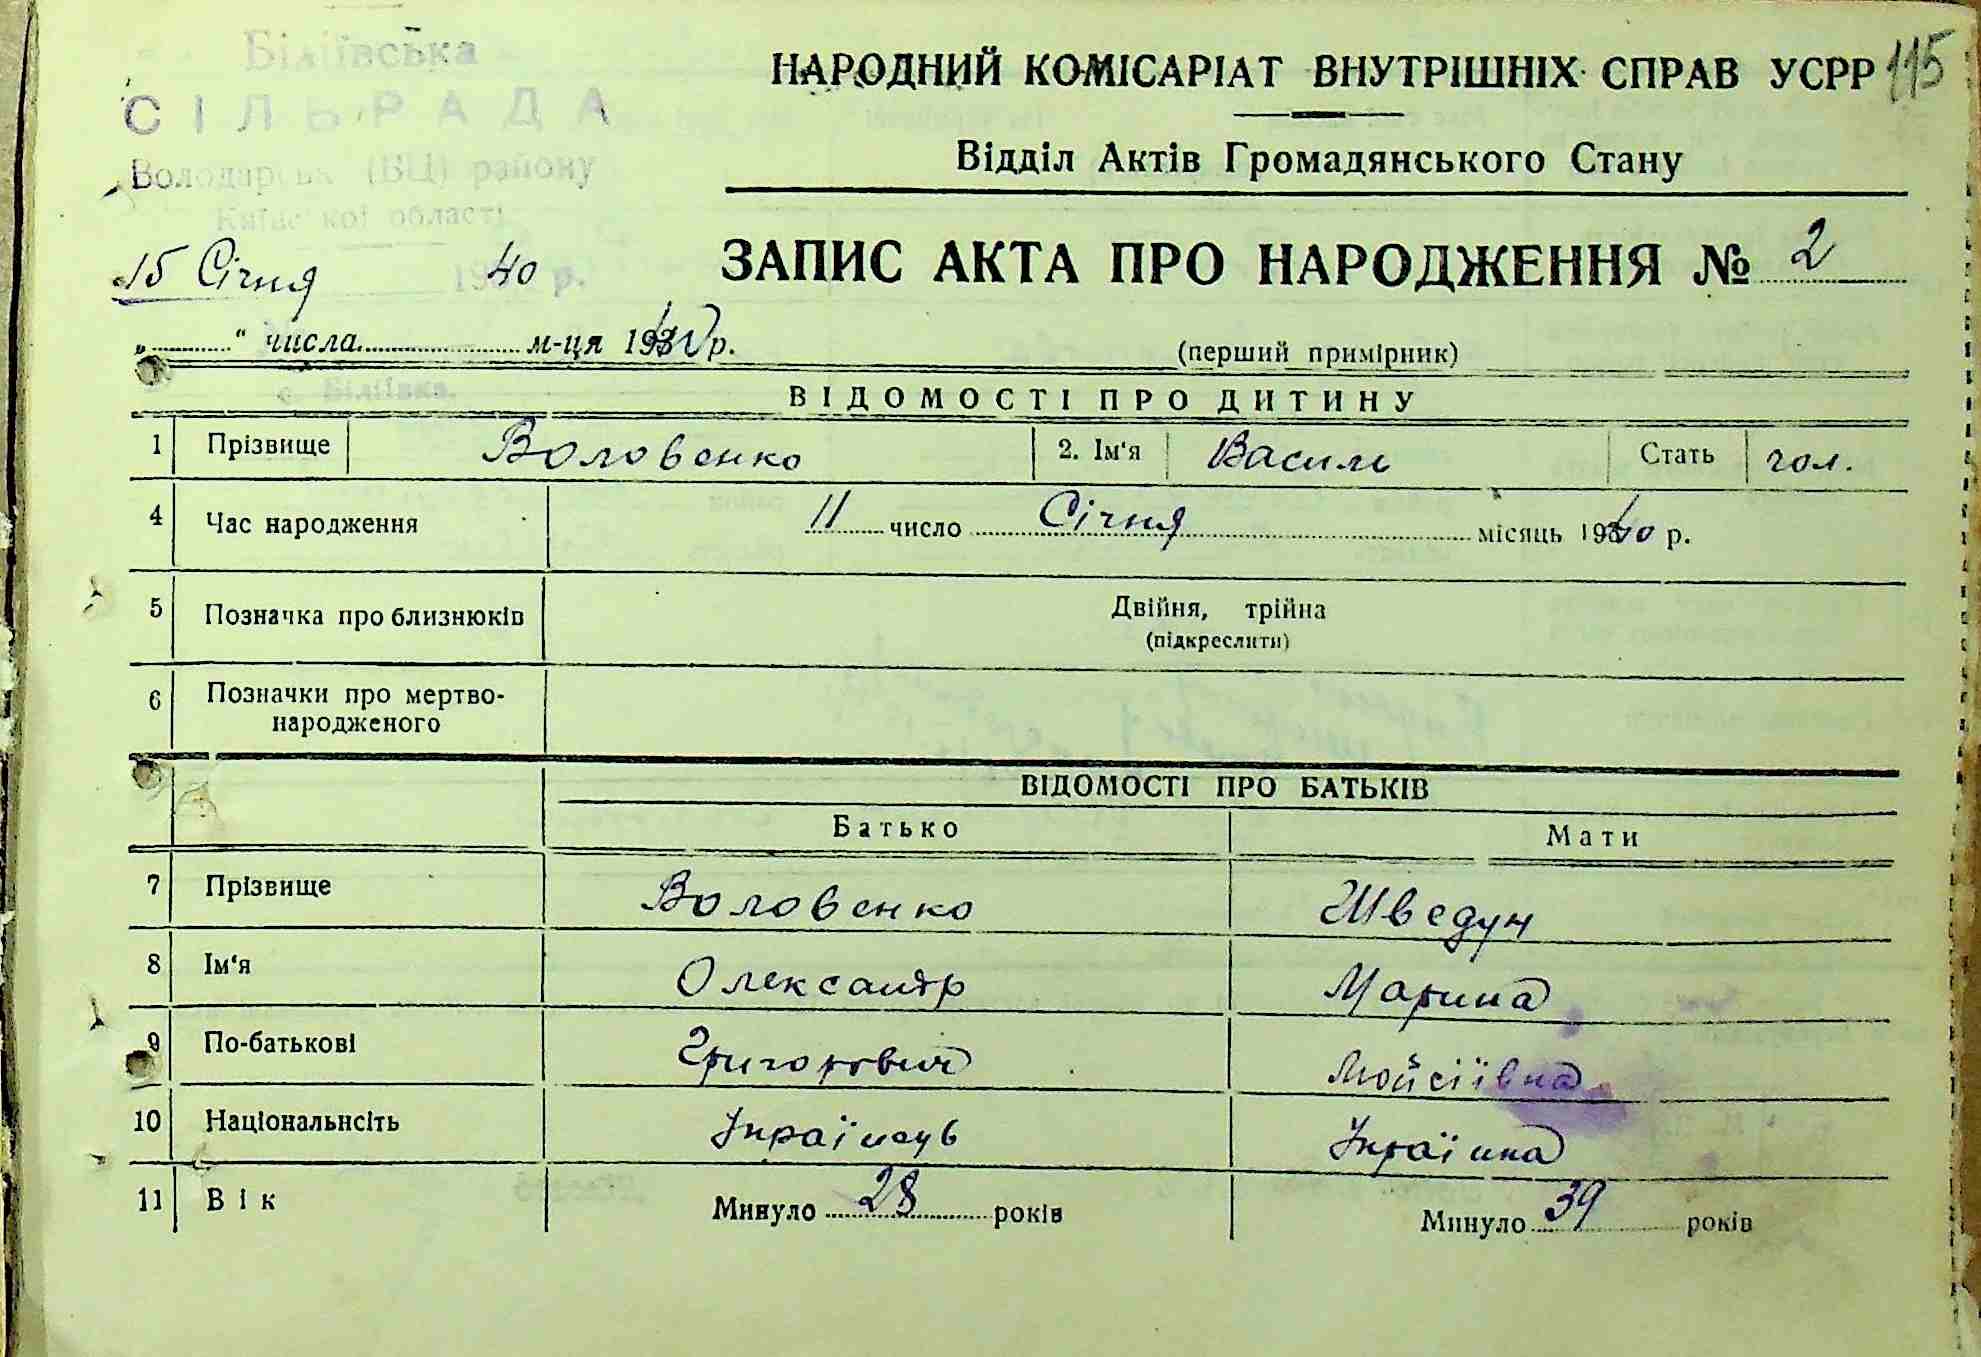 Біліївська
СІЛЬРАДА
Володарськ (БЦ) району
Київської області
15 Січня 1940 р.
с. Біліївка.
115
НАРОДНИЙ КОМІСАРІАТ ВНУТРІШНІХ СПРАВ УСРР
Відділ Актів Громадянського Стану
ЗАПИС АКТА ПРО НАРОДЖЕННЯ № 2
„ “ числа м-ця 1940 р.
(перший примірник)
ВІДОМОСТІ ПРО ДИТИНУ
1 Прізвище Воловенко 2. Ім'я Василь Стать чол.
4 Час народження 11 число Січня місяць 1940 р.
5 Позначка про близнюків Двійня, трійна
(підкреслити)
6 Позначки про мертво-
народженого
ВІДОМОСТІ ПРО БАТЬКІВ
Батько Мати
7 Прізвище Воловенко Шведун
8 Ім'я Олександр Марина
9 По-батькові Григорович Мойсіївна
10 Національнсіть Українець Українка
11 Вік Минуло 28 років Минуло 39 років